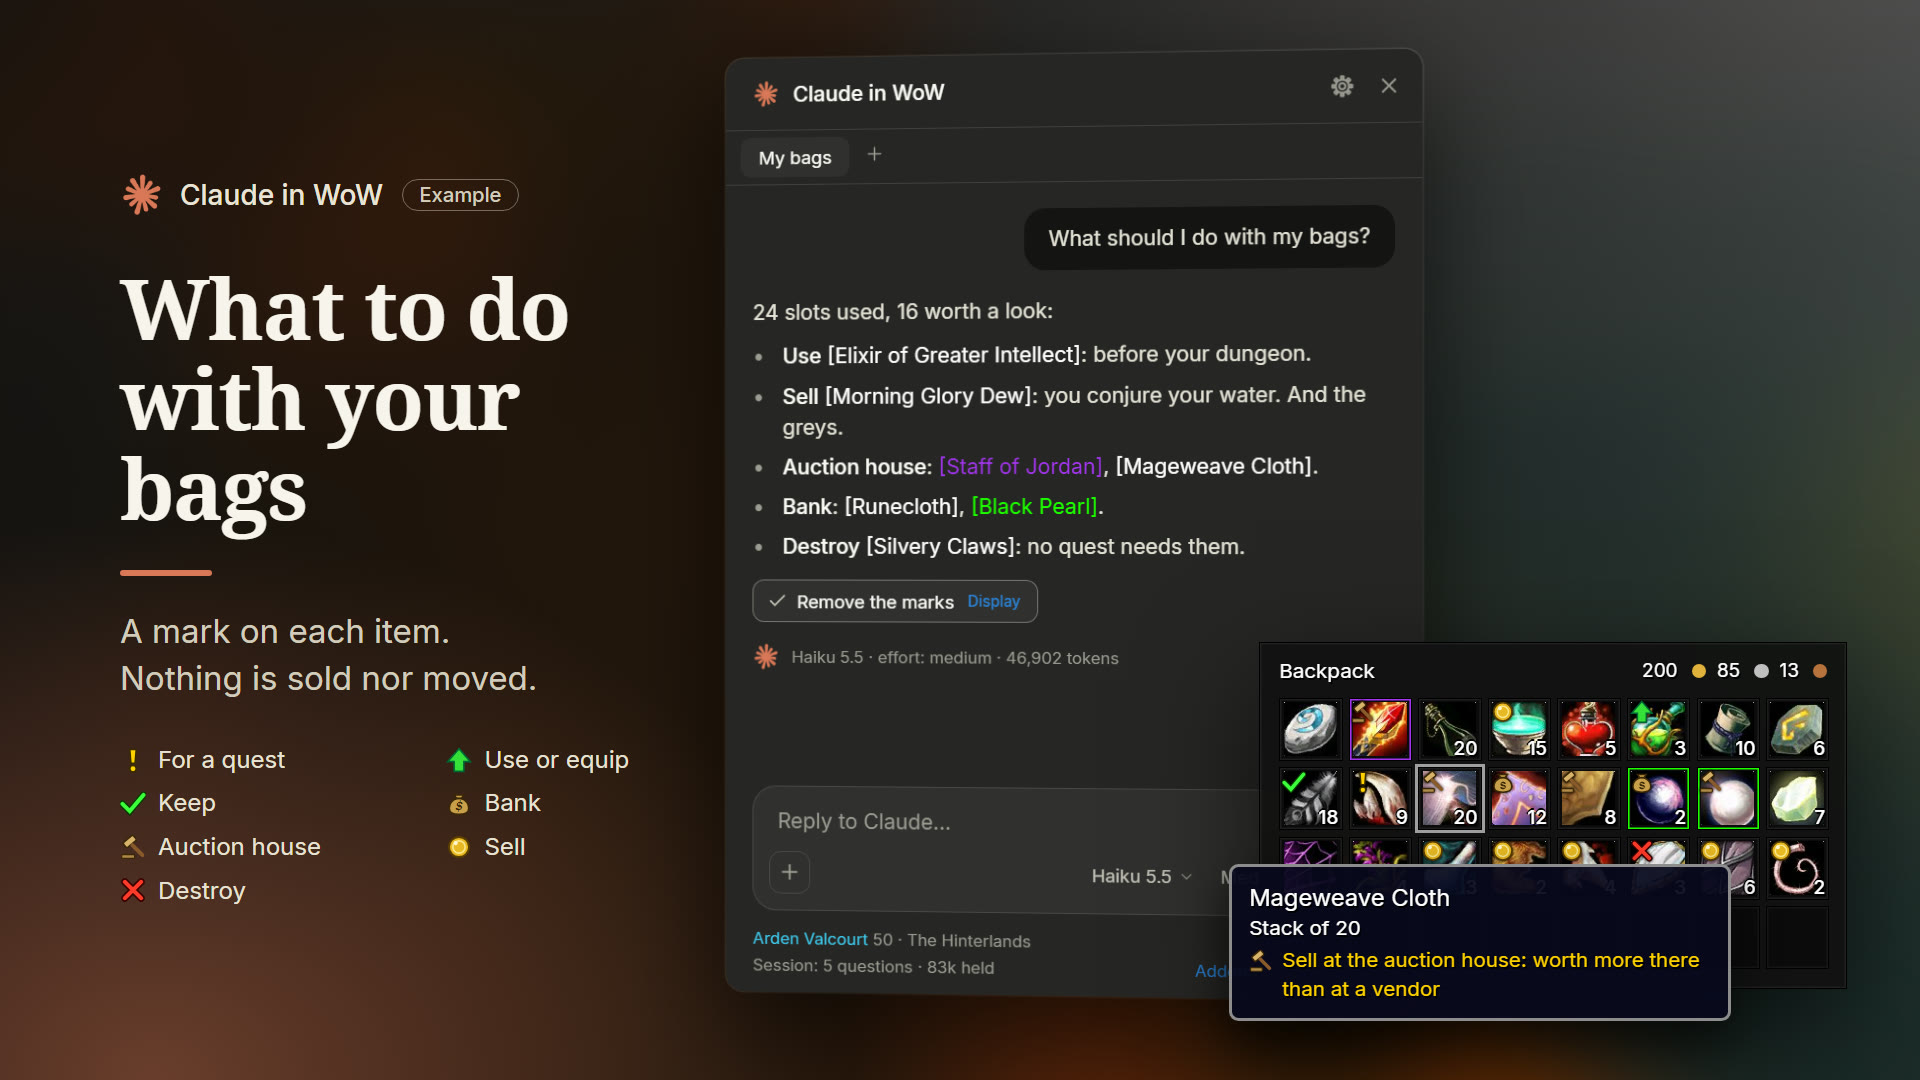 Claude in WoW
Example
What to do
with your
bags
A mark on each item.
Nothing is sold nor moved.
! For a quest
Use or equip
Keep
Bank
Auction house
Sell
Destroy
Claude in WoW
My bags
What should I do with my bags?
24 slots used, 16 worth a look:
• Use [Elixir of Greater Intellect]: before your dungeon.
• Sell [Morning Glory Dew]: you conjure your water. And the
greys.
• Auction house: [Staff of Jordan], [Mageweave Cloth].
• Bank: [Runecloth], [Black Pearl].
• Destroy [Silvery Claws]: no quest needs them.
Remove the marks Display
Haiku 5.5 · effort: medium · 46,902 tokens
Reply to Claude...
Haiku 5.5
Arden Valcourt 50 · The Hinterlands
Session: 5 questions · 83k held
Backpack
200 85 13
20 15 5 3 10 6
18 9 20 12 8 2 7
3 2 4 3 6 2
Mageweave Cloth
Stack of 20
Sell at the auction house: worth more there
than at a vendor